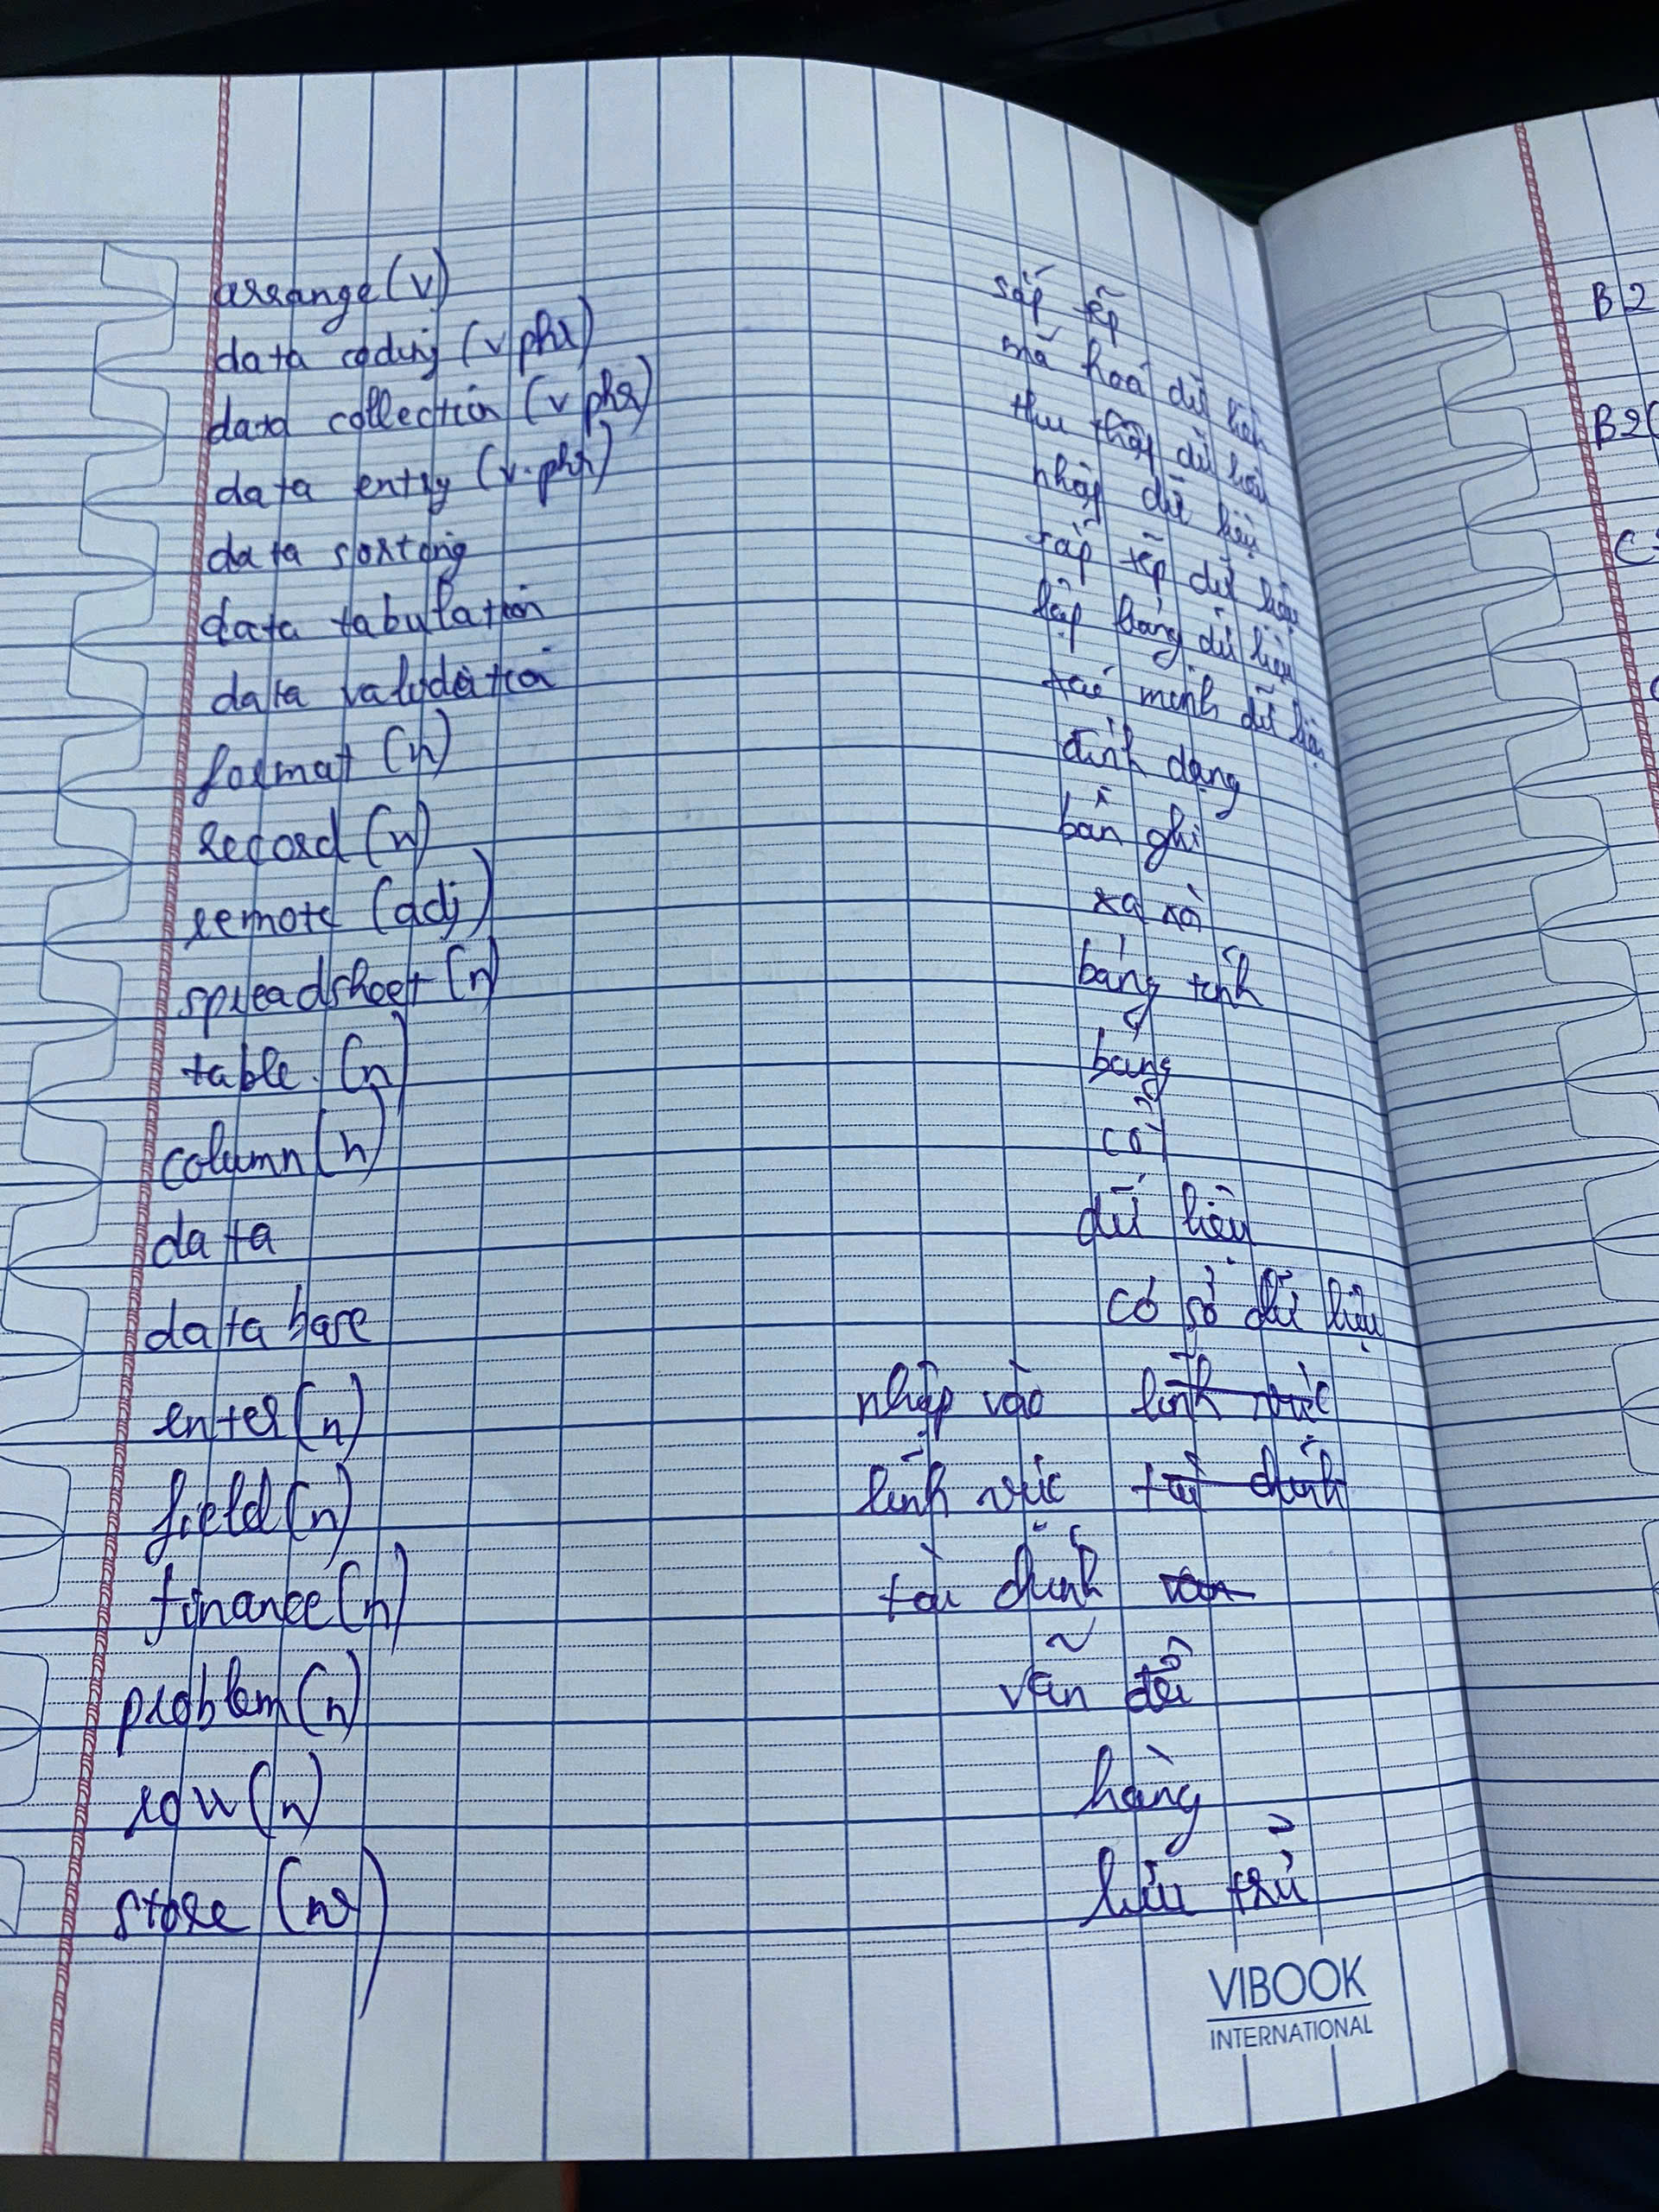 arrange (v) sắp xếp
data coding (v phr) mã hoá dữ liệu
data collection (v phr) thu thập dữ liệu
data entry (v.phr) nhập dữ liệu
data sorting sắp xếp dữ liệu
data tabulation lập bảng dữ liệu
data validation xác minh dữ liệu
format (n) định dạng
record (n) bản ghi
remote (adj) xa xôi
spreadsheet (n) bảng tính
table. (n) bảng
column (n) cột
data dữ liệu
data base cơ sở dữ liệu
enter (n) nhập vào lĩnh vực
field (n) lĩnh vực tài chính
finance (n) tài chính vấn
problem (n) vấn đề
row (n) hàng
store (n) lưu trữ
VIBOOK
INTERNATIONAL
B2
B2(